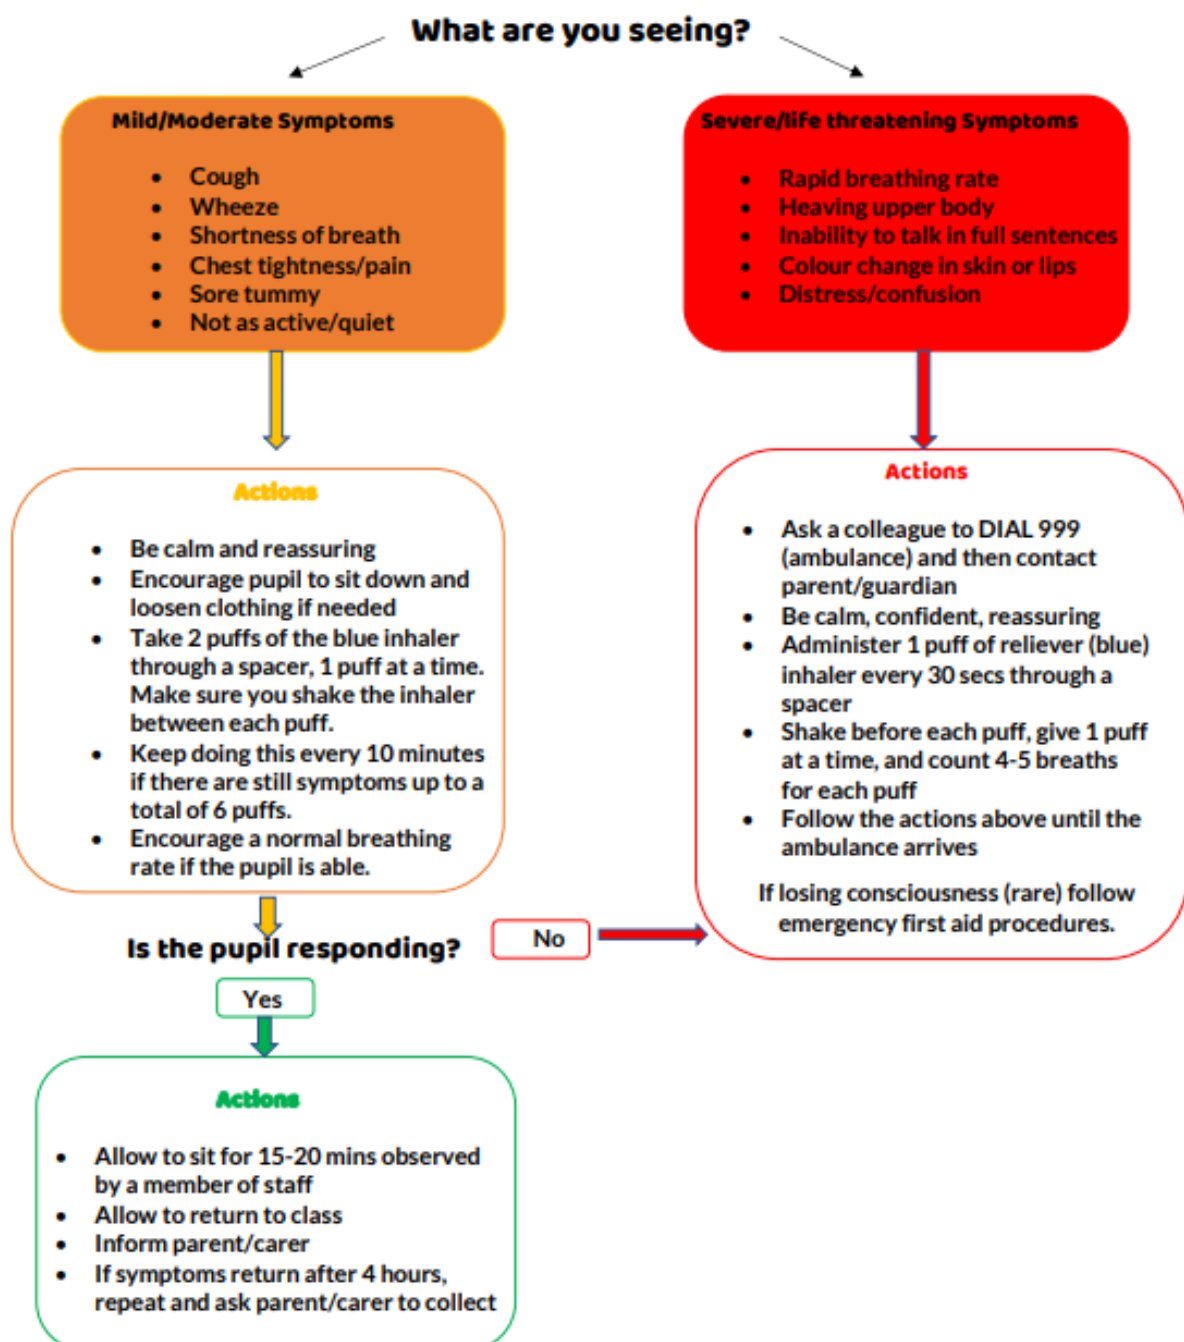 What are you seeing?
Mild/Moderate Symptoms
• Cough
• Wheeze
• Shortness of breath
• Chest tightness/pain
• Sore tummy
• Not as active/quiet
Severe/life threatening Symptoms
• Rapid breathing rate
• Heaving upper body
• Inability to talk in full sentences
• Colour change in skin or lips
• Distress/confusion
Actions
• Be calm and reassuring
• Encourage pupil to sit down and
loosen clothing if needed
• Take 2 puffs of the blue inhaler
through a spacer, 1 puff at a time.
Make sure you shake the inhaler
between each puff.
• Keep doing this every 10 minutes
if there are still symptoms up to a
total of 6 puffs.
• Encourage a normal breathing
rate if the pupil is able.
Actions
• Ask a colleague to DIAL 999
(ambulance) and then contact
parent/guardian
• Be calm, confident, reassuring
• Administer 1 puff of reliever (blue)
inhaler every 30 secs through a
spacer
• Shake before each puff, give 1 puff
at a time, and count 4-5 breaths
for each puff
• Follow the actions above until the
ambulance arrives
If losing consciousness (rare) follow
emergency first aid procedures.
Is the pupil responding?
No
Yes
Actions
• Allow to sit for 15-20 mins observed
by a member of staff
• Allow to return to class
• Inform parent/carer
• If symptoms return after 4 hours,
repeat and ask parent/carer to collect